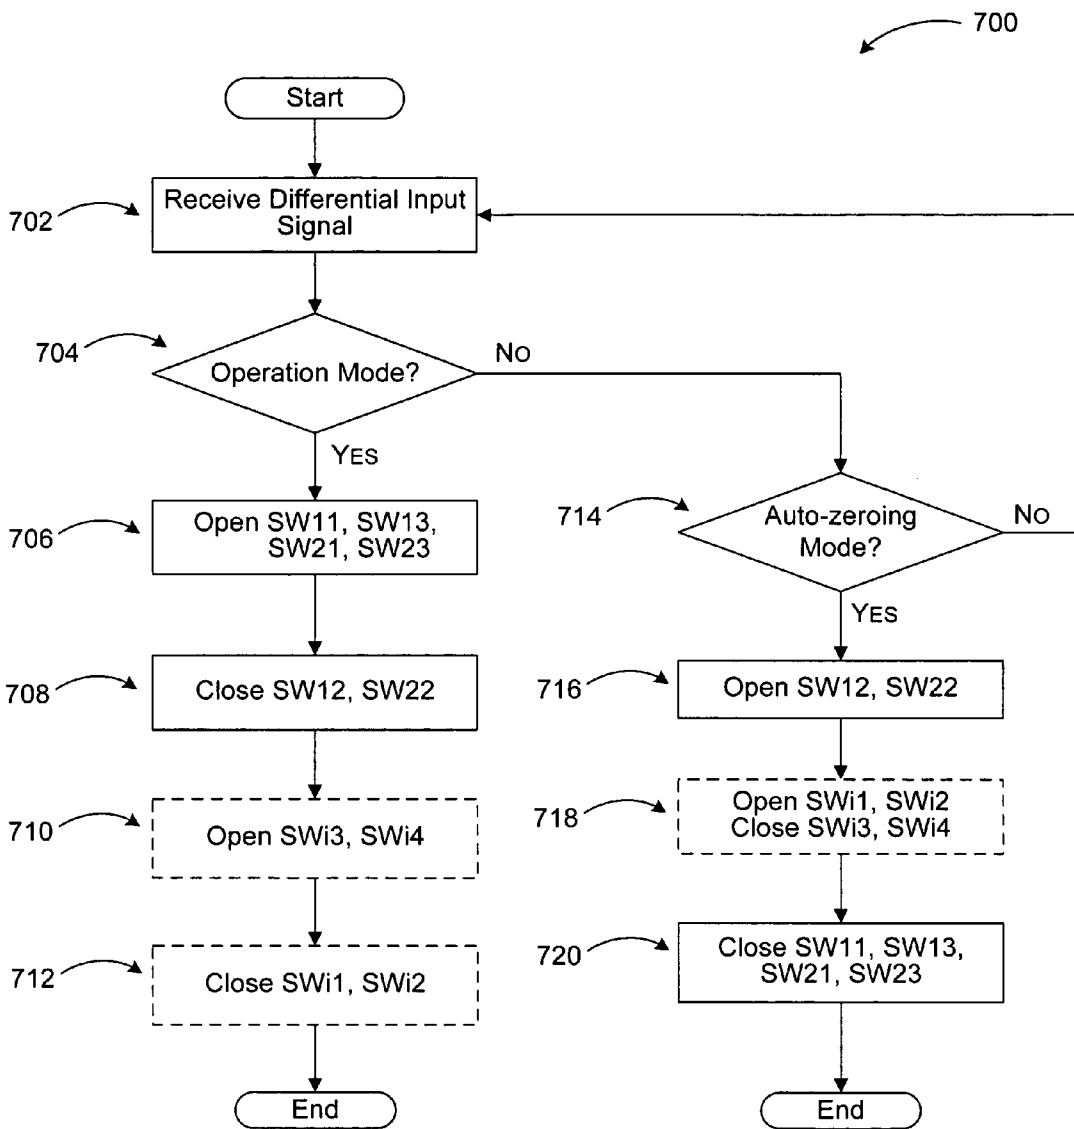 700
Start
702
Receive Differential Input
Signal
704
Operation Mode?
No
YES
706
Open SW11, SW13,
SW21, SW23
714
Auto-zeroing
Mode?
No
YES
708
Close SW12, SW22
716
Open SW12, SW22
710
Open SWi3, SWi4
718
Open SWi1, SWi2
Close SWi3, SWi4
712
Close SWi1, SWi2
720
Close SW11, SW13,
SW21, SW23
End
End